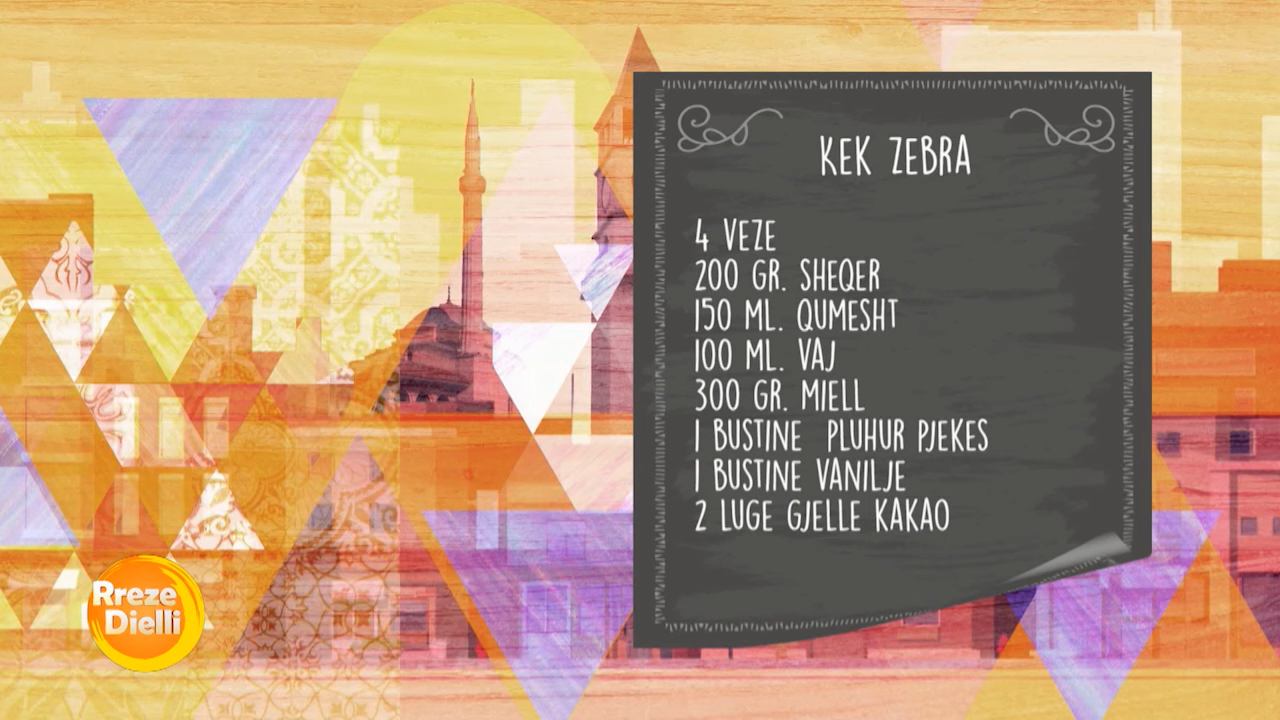 KEK ZEBRA
4 VEZE
200 GR. SHEQER
150 ML. QUMESHT
100 ML. VAJ
300 GR. MIELL
1 BUSTINE PLUHUR PJEKES
1 BUSTINE VANILJE
2 LUGE GJELLE KAKAO
Rreze
Dielli